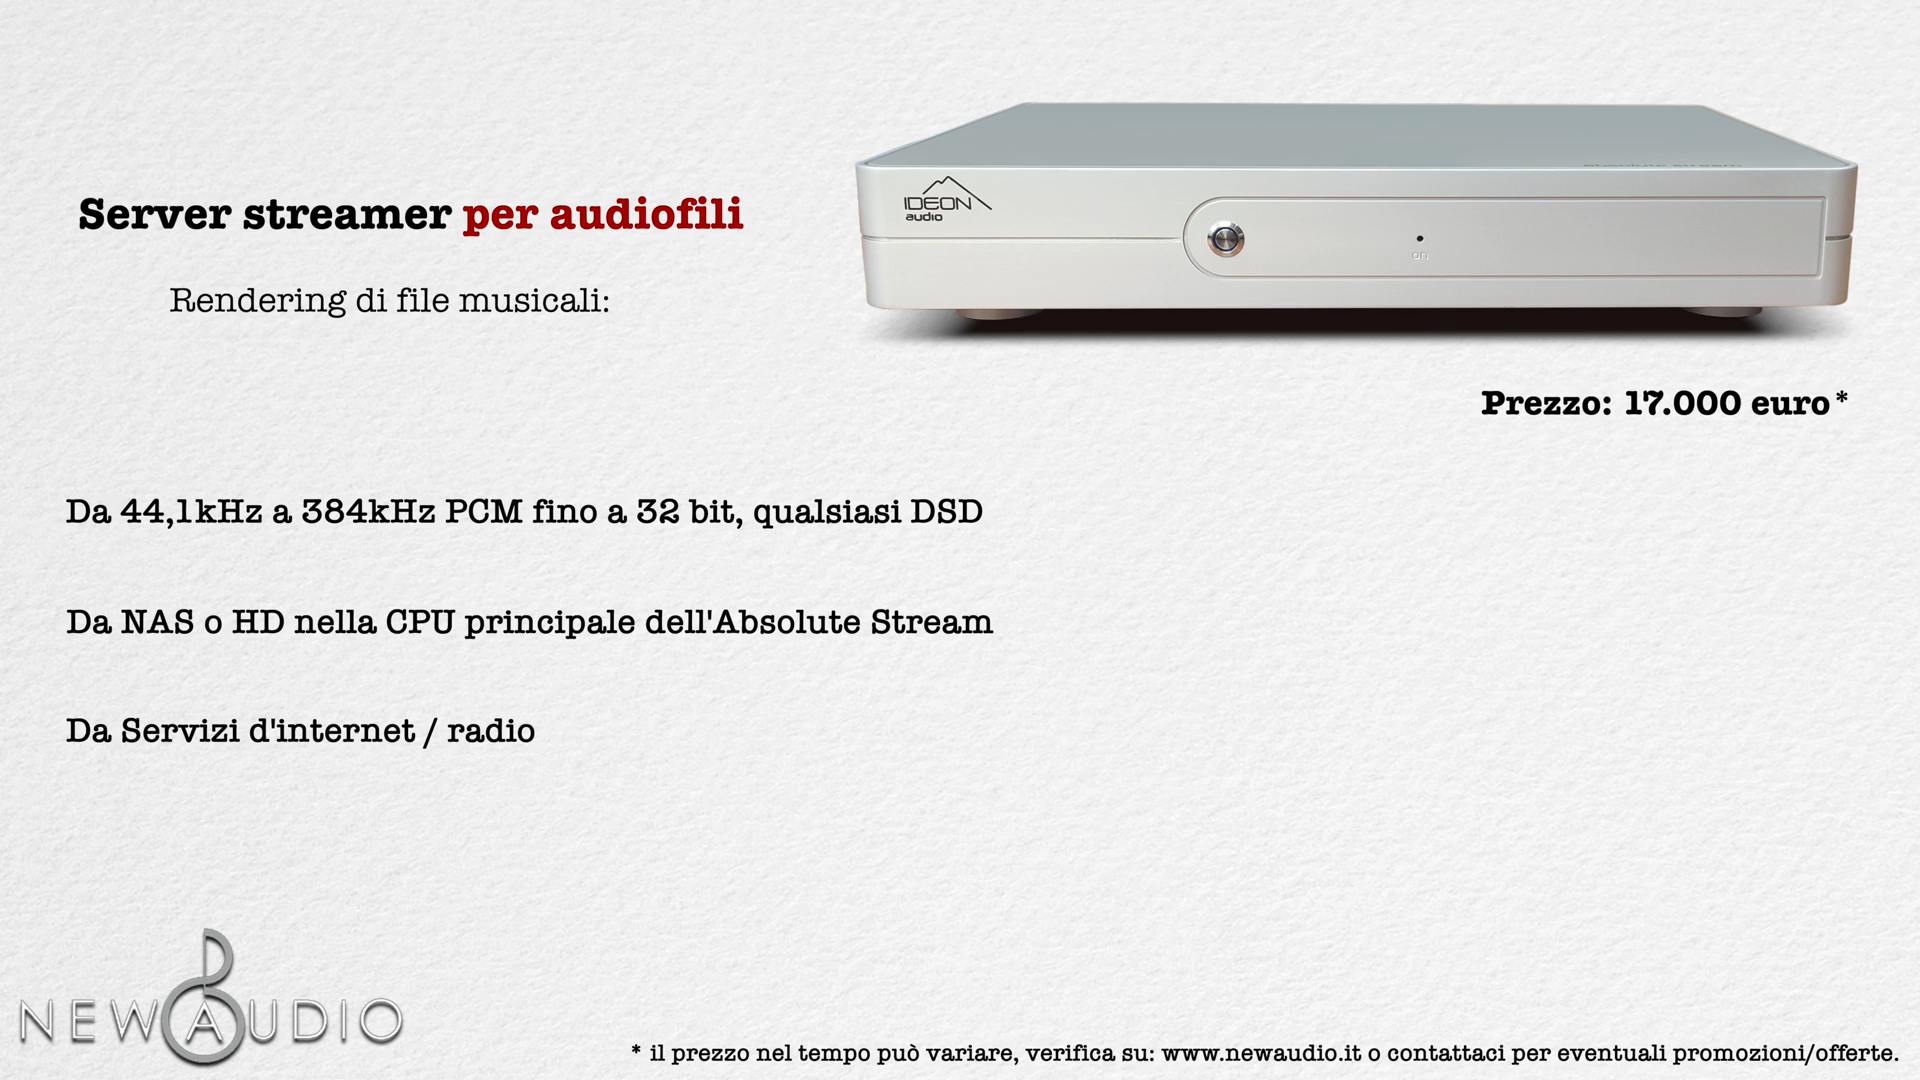 Server streamer per audiofili
Rendering di file musicali:
IDEON
audio
on
absolute stream
Prezzo: 17.000 euro*
Da 44,1kHz a 384kHz PCM fino a 32 bit, qualsiasi DSD
Da NAS o HD nella CPU principale dell'Absolute Stream
Da Servizi d'internet / radio
NEWAUDIO
* il prezzo nel tempo può variare, verifica su: www.newaudio.it o contattaci per eventuali promozioni/offerte.